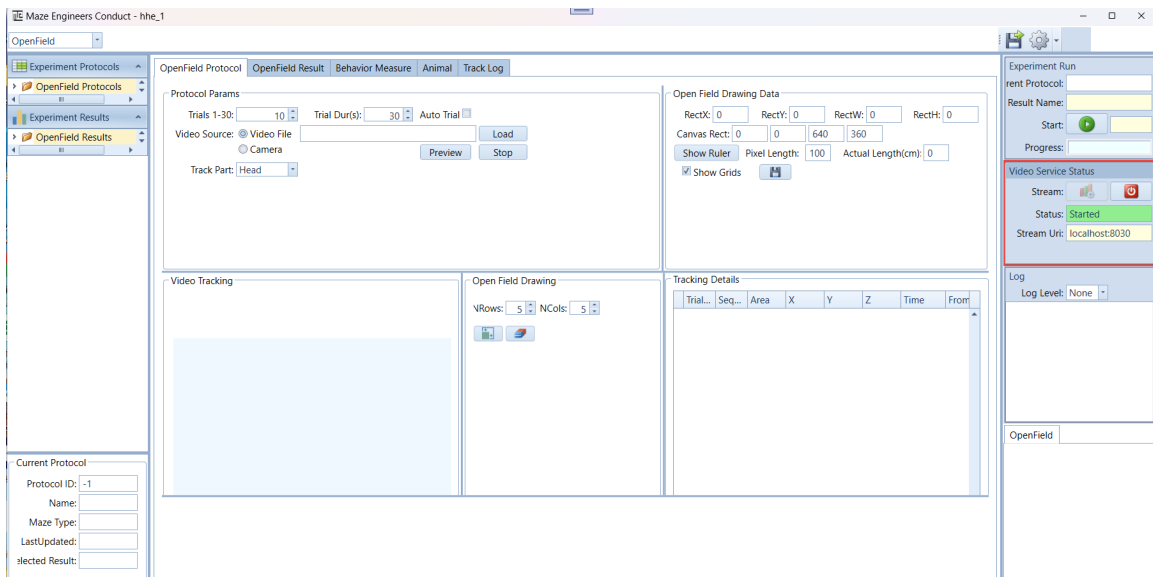 Maze Engineers Conduct - hhe_1
OpenField
Experiment Protocols
OpenField Protocols
Experiment Results
OpenField Results
Current Protocol
Protocol ID: -1
Name:
Maze Type:
LastUpdated:
elected Result:
OpenField Protocol OpenField Result Behavior Measure Animal Track Log
Protocol Params
Trials 1-30: 10 Trial Dur(s): 30 Auto Trial
Video Source: Video File Load
Camera Preview Stop
Track Part: Head
Open Field Drawing Data
RectX: 0 RectY: 0 RectW: 0 RectH: 0
Canvas Rect: 0 0 640 360
Show Ruler Pixel Length: 100 Actual Length(cm): 0
Show Grids
Video Tracking
Open Field Drawing
NRows: 5 NCols: 5
Tracking Details
Trial... Seq... Area X Y Z Time From
Experiment Run
rent Protocol:
Result Name:
Start:
Progress:
Video Service Status
Stream:
Status: Started
Stream Uri: localhost:8030
Log
Log Level: None
OpenField